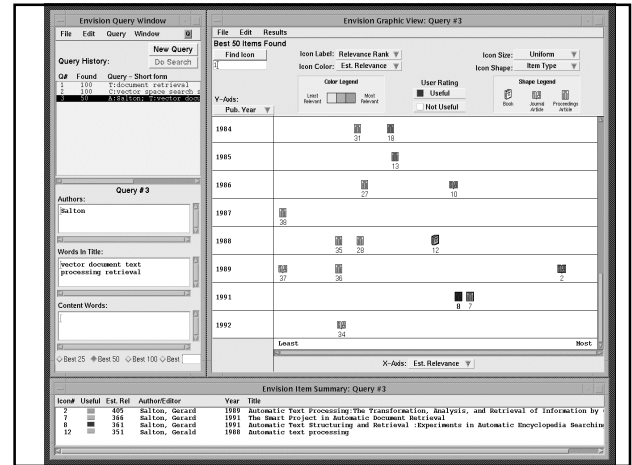 Envision Query Window
File Edit Query Window
New Query
Query History:
Do Search
Q# Found Query - Short form
1 100 T:document retrieval
2 100 C:vector space search s
3 50 A:Salton; T:vector docu
Query #3
Authors:
Salton
Words In Title:
vector document text
processing retrieval
Content Words:
Best 25 Best 50 Best 100 Best
Envision Graphic View: Query #3
File Edit Results
Best 50 Items Found
Find Icon
1
Icon Label: Relevance Rank
Icon Color: Est. Relevance
Icon Size: Uniform
Icon Shape: Item Type
Y-Axis:
Pub. Year
Color Legend
Least Relevant
Most Relevant
User Rating
Useful
Not Useful
Shape Legend
Book
Journal Article
Proceedings Article
1984
31 18
1985
13
1986
27 10
1987
38
1988
35 28 12
1989
37 36 2
1991
8 7
1992
34
Least Most
X-Axis: Est. Relevance
Envision Item Summary: Query #3
Icon# Useful Est. Rel Author/Editor Year Title
2 405 Salton, Gerard 1989 Automatic Text Processing:The Transformation, Analysis, and Retrieval of Information by
7 366 Salton, Gerard 1991 The Smart Project in Automatic Document Retrieval
8 361 Salton, Gerard 1991 Automatic Text Structuring and Retrieval :Experiments in Automatic Encyclopedia Searchin
12 351 Salton, Gerard 1988 Automatic text processing